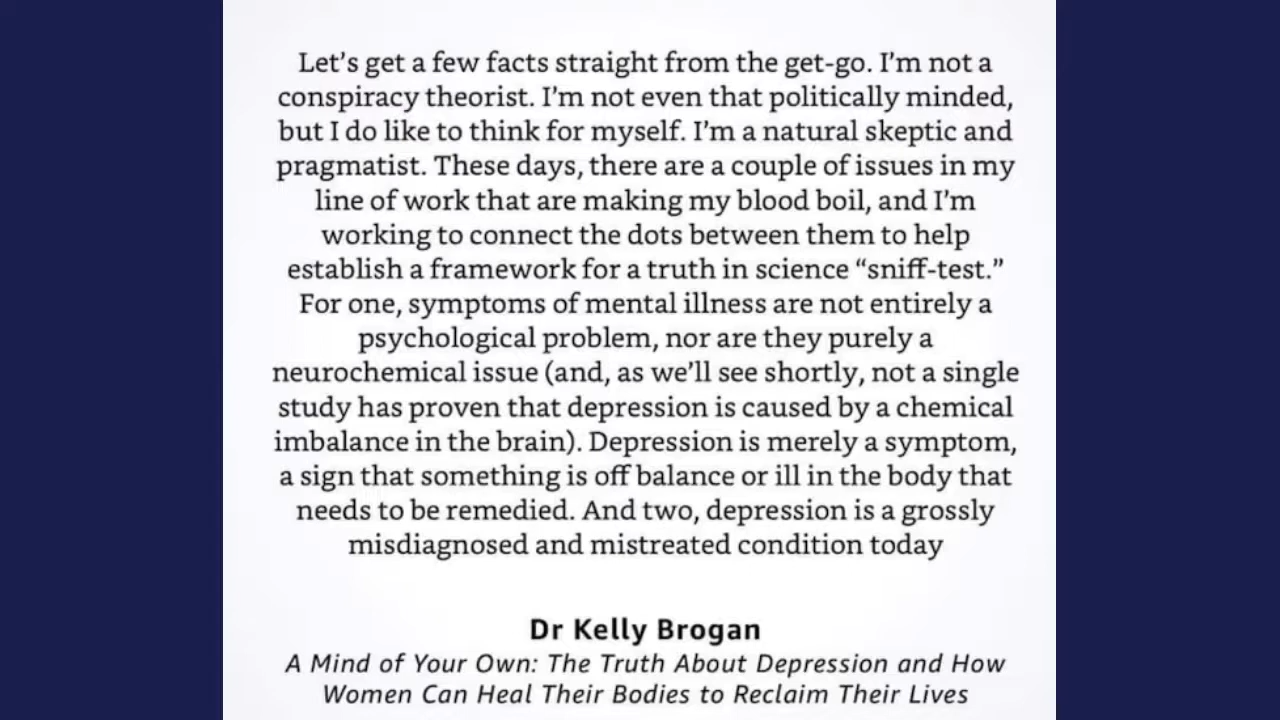 Let’s get a few facts straight from the get-go. I’m not a
conspiracy theorist. I’m not even that politically minded,
but I do like to think for myself. I’m a natural skeptic and
pragmatist. These days, there are a couple of issues in my
line of work that are making my blood boil, and I’m
working to connect the dots between them to help
establish a framework for a truth in science “sniff-test.”
For one, symptoms of mental illness are not entirely a
psychological problem, nor are they purely a
neurochemical issue (and, as we’ll see shortly, not a single
study has proven that depression is caused by a chemical
imbalance in the brain). Depression is merely a symptom,
a sign that something is off balance or ill in the body that
needs to be remedied. And two, depression is a grossly
misdiagnosed and mistreated condition today
Dr Kelly Brogan
A Mind of Your Own: The Truth About Depression and How
Women Can Heal Their Bodies to Reclaim Their Lives